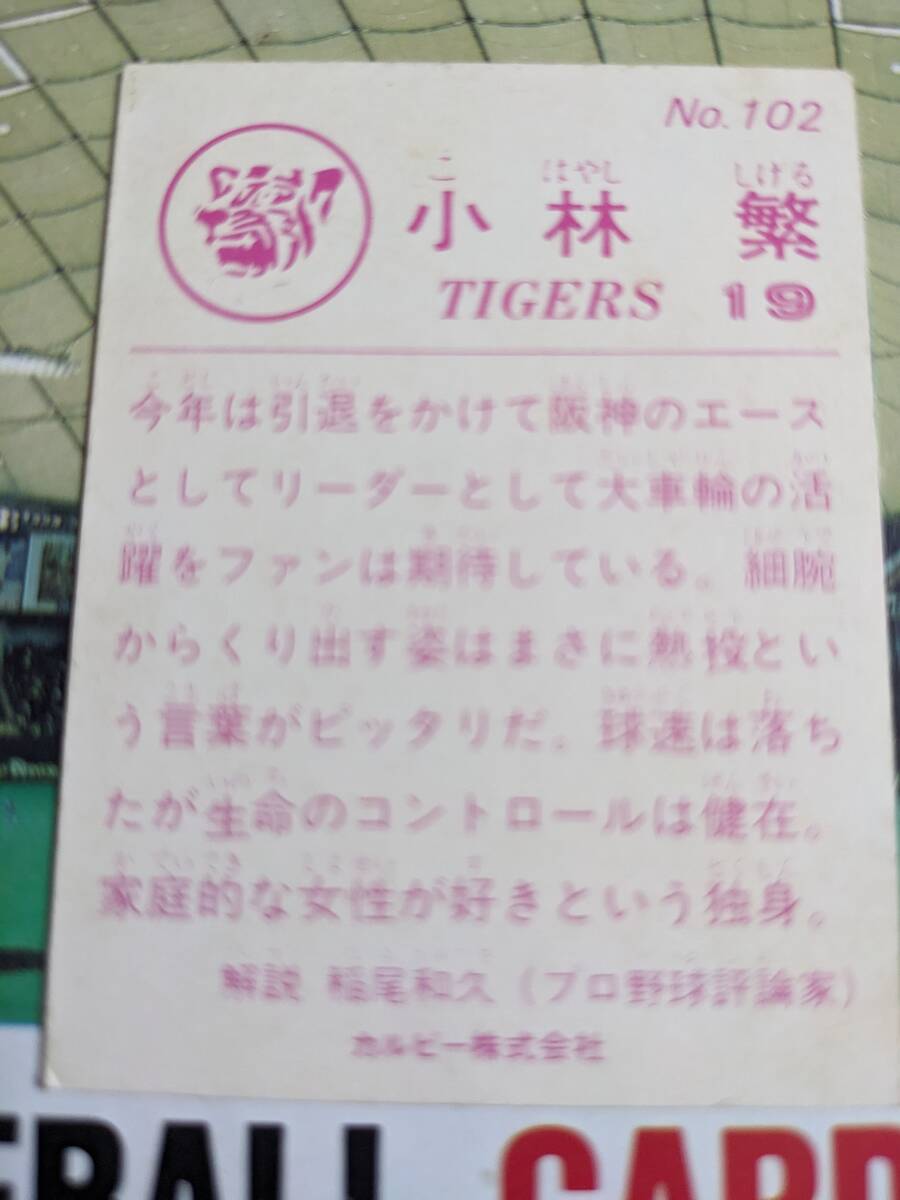 No.102
こ はやし しげる
小林 繁
TIGERS 19
今年は引退をかけて阪神のエース
としてリーダーとして大車輪の活
躍をファンは期待している。細腕
からくり出す姿はまさに熱投とい
う言葉がピッタリだ。球速は落ち
たが生命のコントロールは健在。
家庭的な女性が好きという独身。
解説 稲尾和久(プロ野球評論家)
カルビー株式会社
BALL CARD